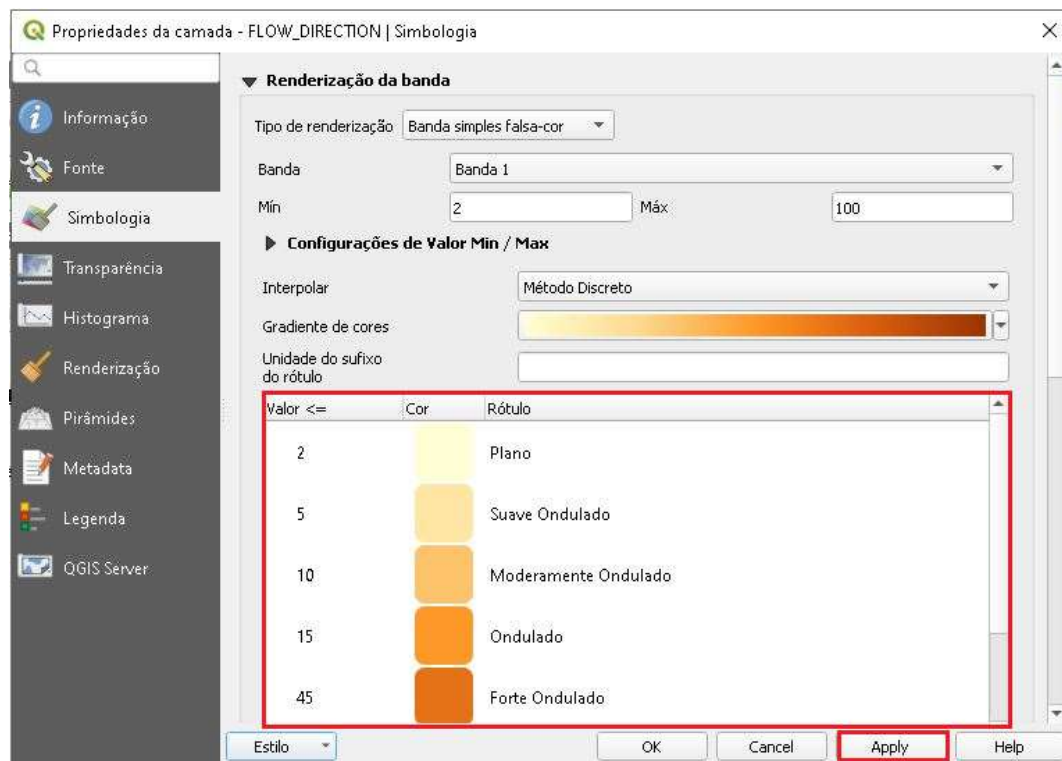 Propriedades da camada - FLOW_DIRECTION | Simbologia
Informação
Fonte
Simbologia
Transparência
Histograma
Renderização
Pirâmides
Metadata
Legenda
QGIS Server
Renderização da banda
Tipo de renderização Banda simples falsa-cor
Banda Banda 1
Mín 2 Máx 100
Configurações de Valor Min / Max
Interpolar Método Discreto
Gradiente de cores
Unidade do sufixo
do rótulo
Valor <= Cor Rótulo
2 Plano
5 Suave Ondulado
10 Moderamente Ondulado
15 Ondulado
45 Forte Ondulado
Estilo OK Cancel Apply Help